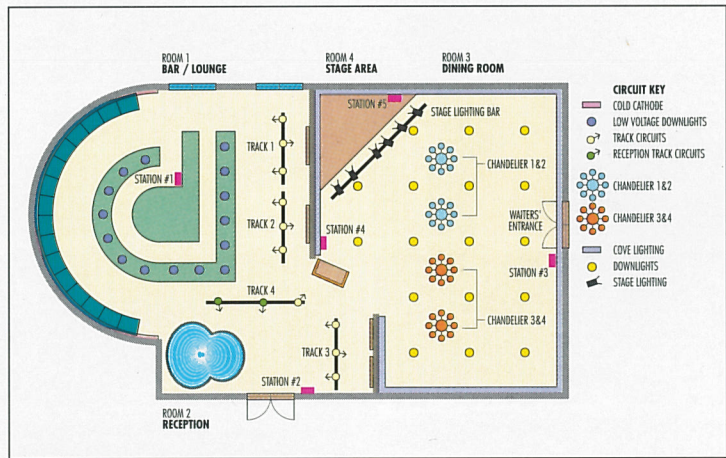 ROOM 1
BAR / LOUNGE
ROOM 4
STAGE AREA
ROOM 3
DINING ROOM
STATION #5
STAGE LIGHTING BAR
TRACK 1
STATION #1
CHANDELIER 1&2
TRACK 2
STATION #4
WAITERS'
ENTRANCE
STATION #3
TRACK 4
CHANDELIER 3&4
TRACK 3
STATION #2
ROOM 2
RECEPTION
CIRCUIT KEY
COLD CATHODE
LOW VOLTAGE DOWNLIGHTS
TRACK CIRCUITS
RECEPTION TRACK CIRCUITS
CHANDELIER 1&2
CHANDELIER 3&4
COVE LIGHTING
DOWNLIGHTS
STAGE LIGHTING